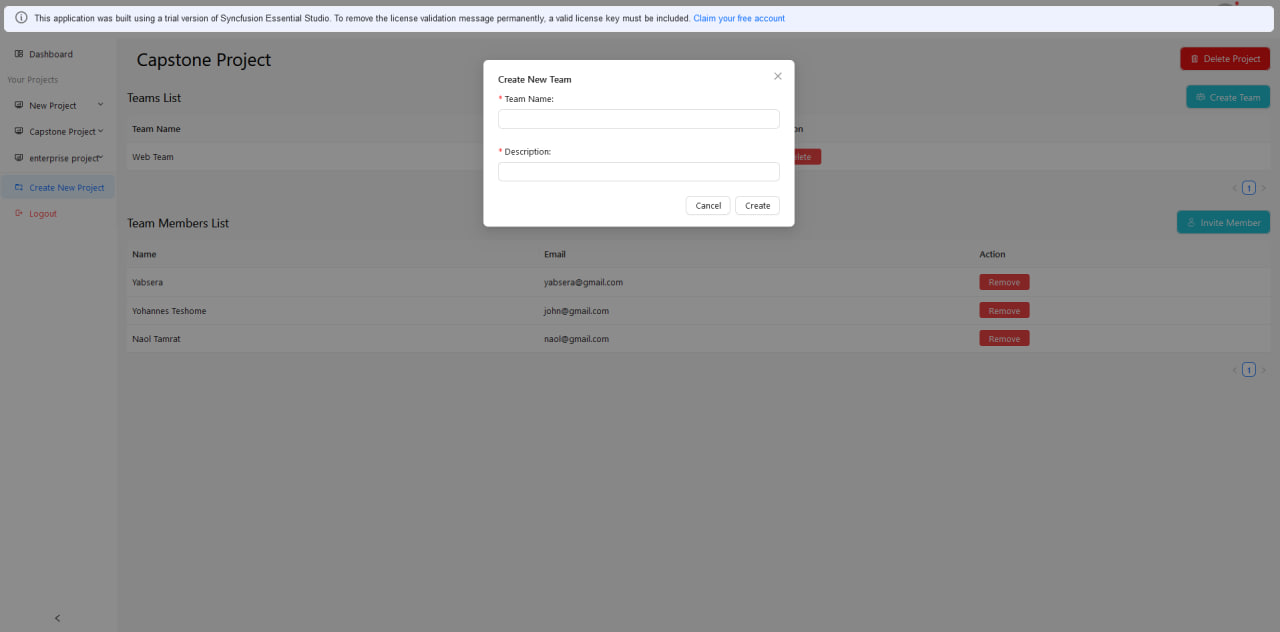 This application was built using a trial version of Syncfusion Essential Studio. To remove the license validation message permanently, a valid license key must be included. Claim your free account
Dashboard
Your Projects
New Project
Capstone Project
enterprise project
Create New Project
Logout
Capstone Project
Delete Project
Teams List
Create Team
Team Name
Web Team
1
Create New Team
* Team Name:
* Description:
Cancel Create
Team Members List
Invite Member
Name Email Action
Yabsera yabsera@gmail.com Remove
Yohannes Teshome john@gmail.com Remove
Naol Tamrat naol@gmail.com Remove
1